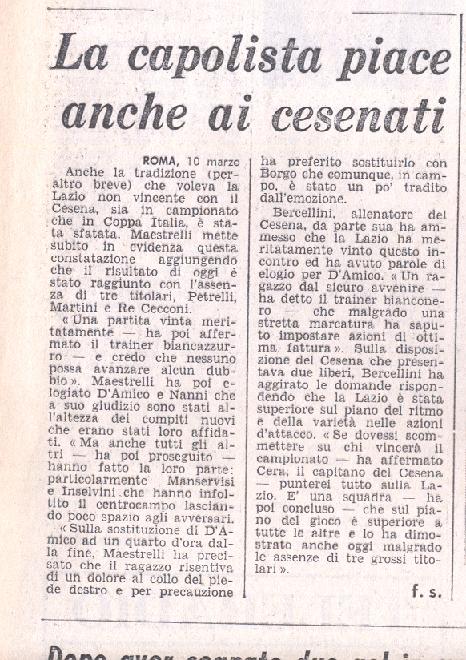 La capolista piace
anche ai cesenati
ROMA, 10 marzo
Anche la tradizione (per-
altro breve) che voleva la
Lazio non vincente con il
Cesena, sia in campionato
che in Coppa Italia, è sta-
ta sfatata. Maestrelli mette
subito in evidenza questa
constatazione aggiungendo
che il risultato di oggi è
stato raggiunto con l'assen-
za di tre titolari, Petrelli,
Martini e Re Cecconi.
« Una partita vinta meri-
tatamente — ha poi affer-
mato il trainer biancazzur-
ro — e credo che nessuno
possa avanzare alcun dub-
bio ». Maestrelli ha poi e-
logiato D'Amico e Nanni che
a suo giudizio sono stati al-
l'altezza dei compiti nuovi
che erano stati loro affida-
ti. « Ma anche tutti gli al-
tri — ha poi proseguito —
hanno fatto la loro parte:
particolarmente Manservisi
e Inselvini che hanno infol-
tito il centrocampo lascian-
do poco spazio agli avversari.
« Sulla sostituzione di D'A-
mico ad un quarto d'ora dal-
la fine, Maestrelli ha preci-
sato che il ragazzo risentiva
di un dolore al collo del pie-
de destro e per precauzione
ha preferito sostituirlo con
Borgo che comunque, in cam-
po, è stato un po' tradito
dall'emozione.
Bercellini, allenatore del
Cesena, da parte sua ha am-
messo che la Lazio ha me-
ritatamente vinto questo in-
contro ed ha avuto parole di
elogio per D'Amico. « Un ra-
gazzo dal sicuro avvenire —
ha detto il trainer biancone-
ro — che malgrado una
stretta marcatura ha sapu-
to impostare azioni di otti-
ma fattura ». Sulla disposi-
zione del Cesena che presen-
tava due liberi, Bercellini ha
aggirato le domande rispon-
dendo che la Lazio è stata
superiore sul piano del ritmo
e della varietà nelle azioni
d'attacco. « Se dovessi scom-
mettere su chi vincerà il
campionato — ha affermato
Cera, il capitano del Cesena
— punterei tutto sulla La-
zio. E' una squadra — ha
poi concluso — che sul pia-
no del gioco è superiore a
tutte le altre e lo ha dimo-
strato anche oggi malgrado
le assenze di tre grossi tito-
lari ».
f. s.